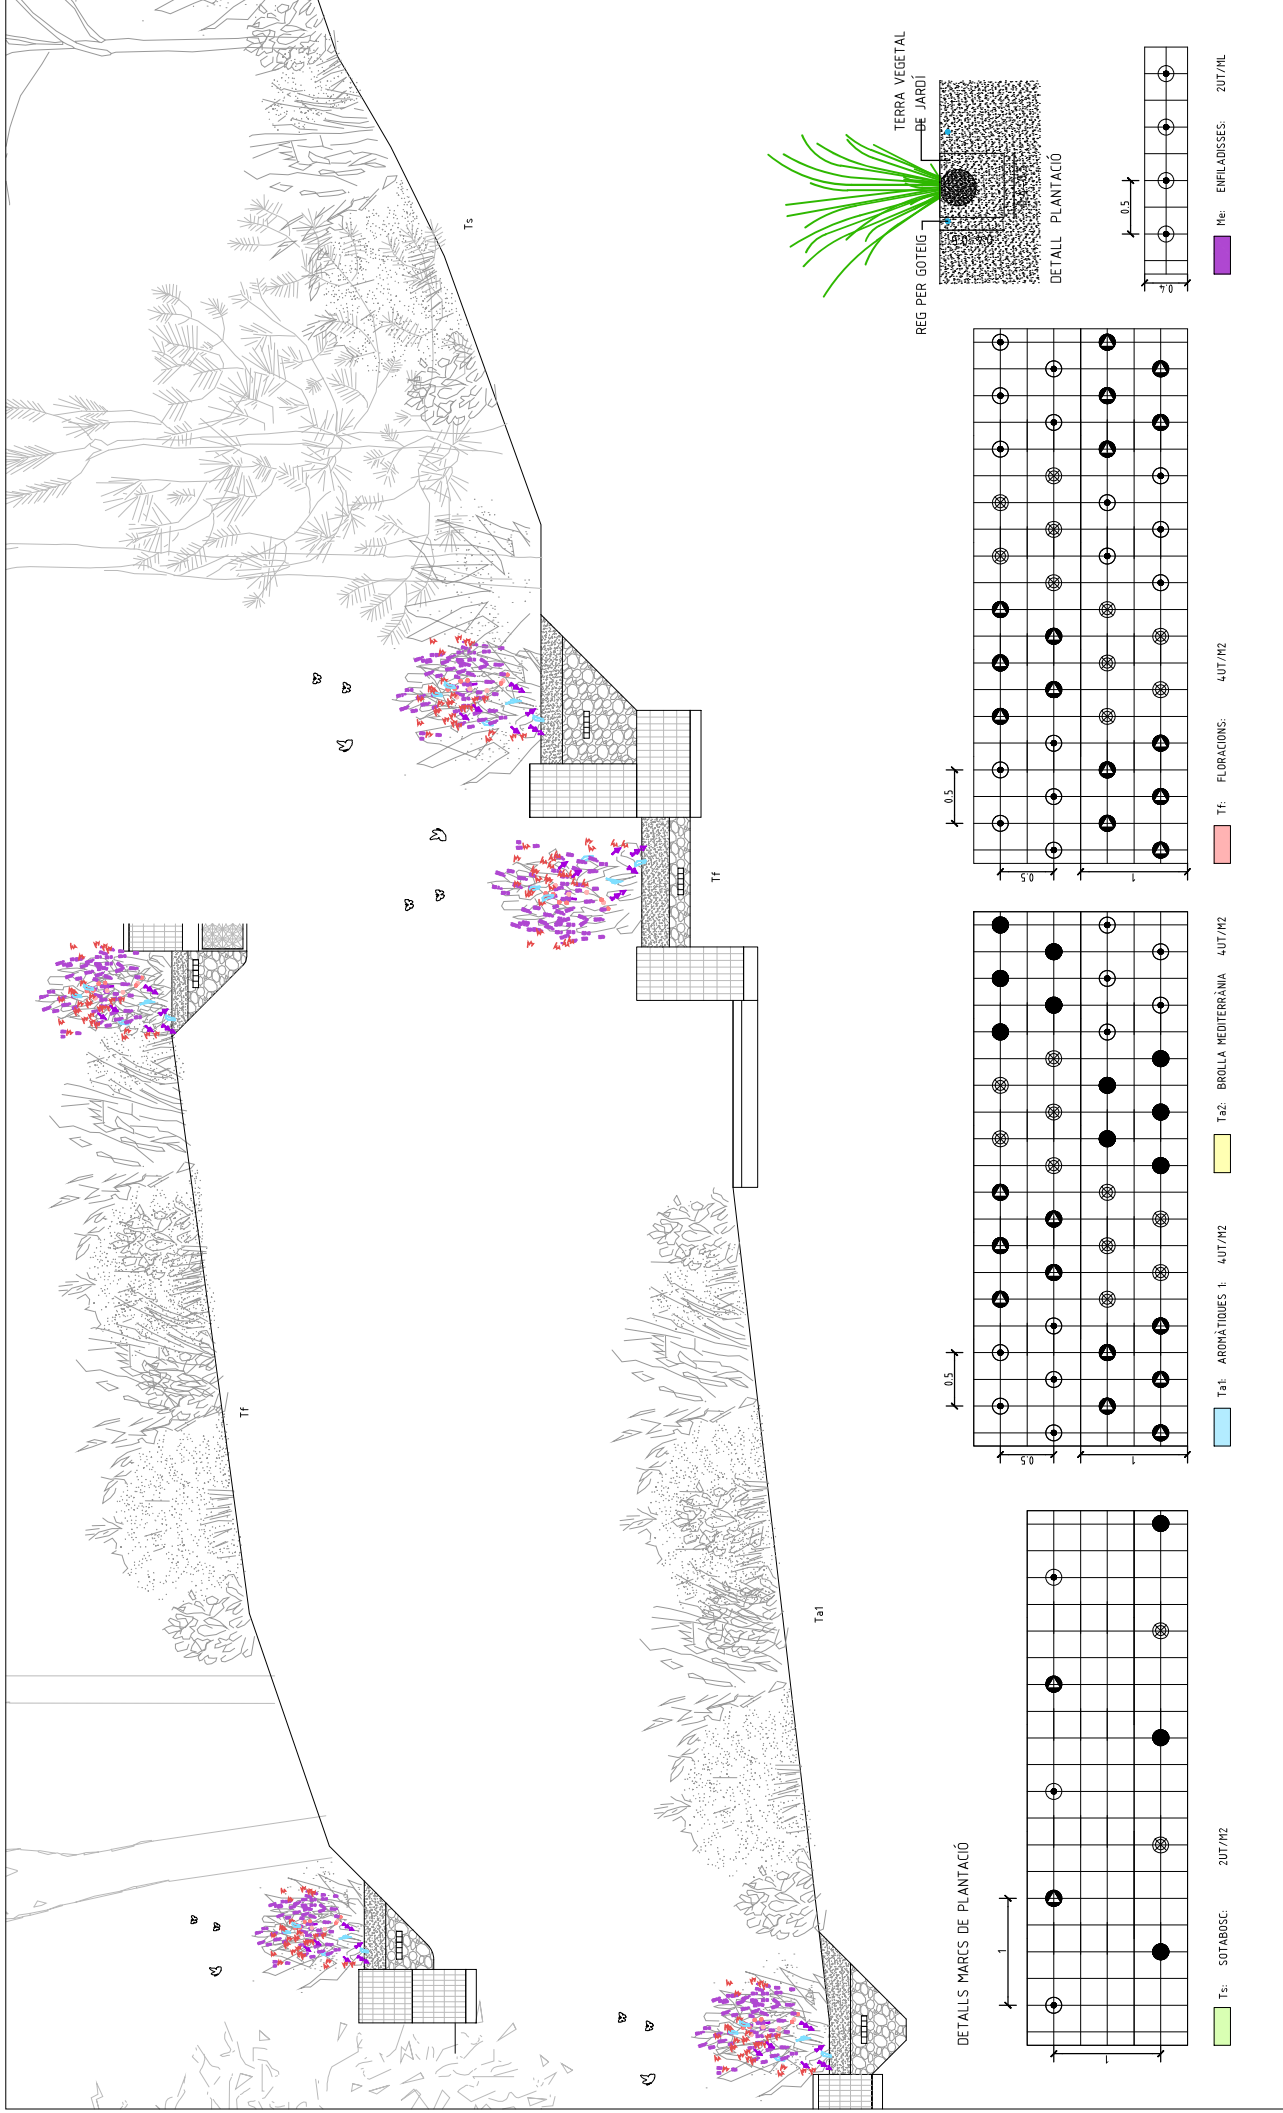 Tf
Ts
Tf
Ta1
TERRA VEGETAL
DE JARDÍ
REG PER GOTEIG
DETALL PLANTACIÓ
DETALLS MARCS DE PLANTACIÓ
1
1
Ts: SOTABOSC: 2UT/M2
0.5
0.5
1
Ta1: AROMÀTIQUES 1: 4UT/M2
Ta2: BROLLA MEDITERRÀNIA 4UT/M2
0.5
0.5
1
Tf: FLORACIONS: 4UT/M2
0.5
0.4
Me: ENFILADISSES: 2UT/ML